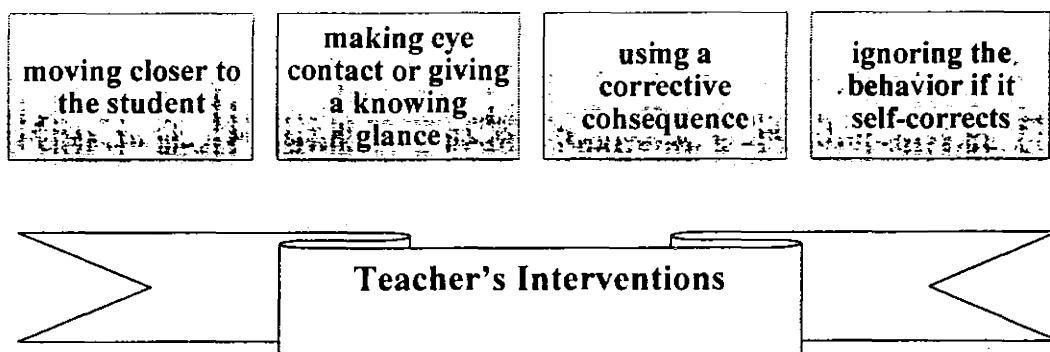 moving closer to
the student
making eye
contact or giving
a knowing
glance
using a
corrective
cohsequence
ignoring the
behavior if it
self-corrects
Teacher's Interventions